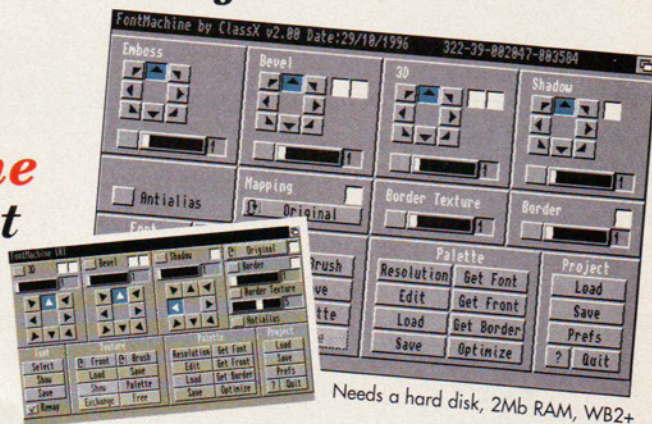 FontMachine by ClassX v2.00 Date:29/10/1996 322-39-002047-003584
Emboss
Bevel
3D
Shadow
1
1
1
1
Antialias
Mapping
Original
Border Texture
1
Border
1
Font
Brush
Palette
Resolution Get Font
Edit Get Front
Load Get Border
Save Optimize
Project
Load
Save
Prefs
? Quit
3D
Bevel
Shadow
Original
Border
Border Texture
Antialias
Font
Select
Show
Save
Remap
Texture
Front Brush
Load Save
Show Palette
Exchange Free
Palette
Resolution Get Font
Edit Get Front
Load Get Border
Save Optimize
Project
Load
Save
Prefs
? Quit
Needs a hard disk, 2Mb RAM, WB2+